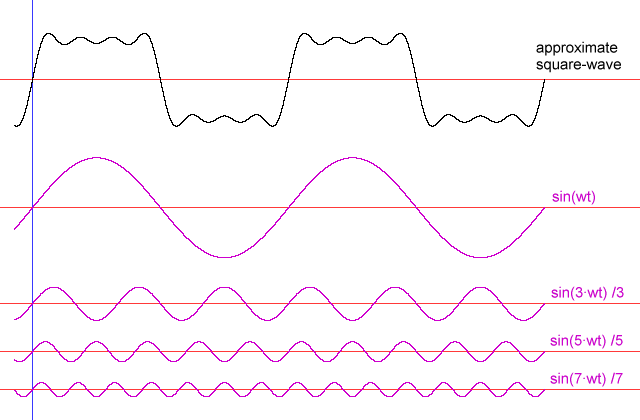 approximate
square-wave
sin(wt)
sin(3·wt) /3
sin(5·wt) /5
sin(7·wt) /7